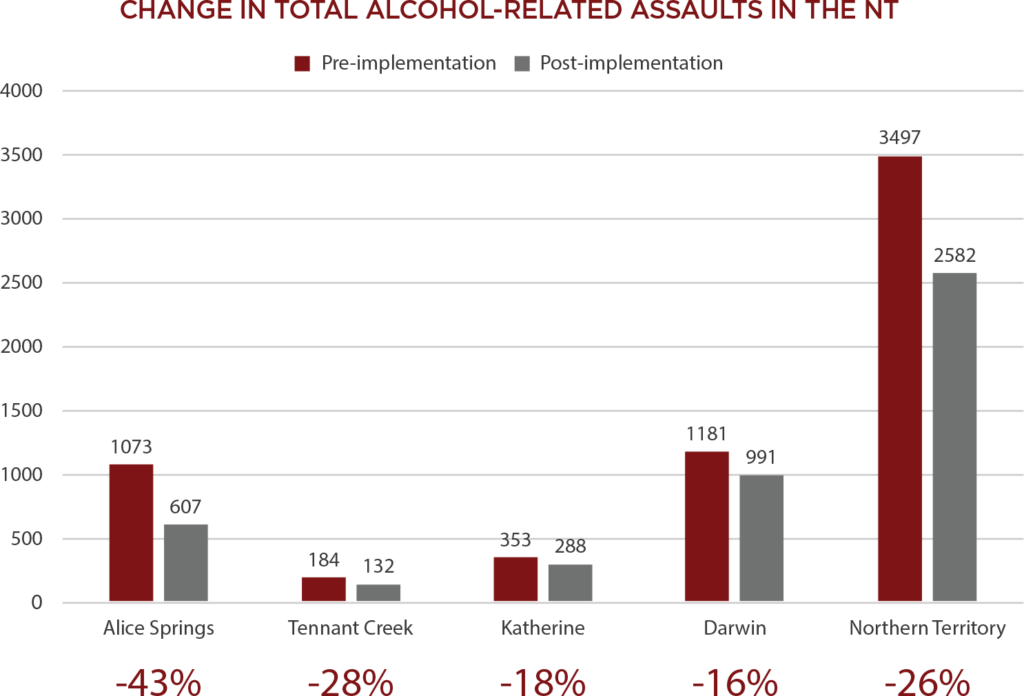 CHANGE IN TOTAL ALCOHOL-RELATED ASSAULTS IN THE NT
Pre-implementation Post-implementation
4000
3497
3500
3000
2582
2500
2000
1500
1073 1181
1000 991
607
500 184 132 353 288
0
Alice Springs Tennant Creek Katherine Darwin Northern Territory
-43% -28% -18% -16% -26%